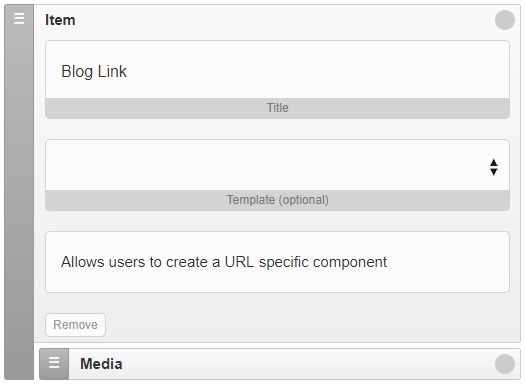 Item
Blog Link
Title
Template (optional)
Allows users to create a URL specific component
Remove
Media